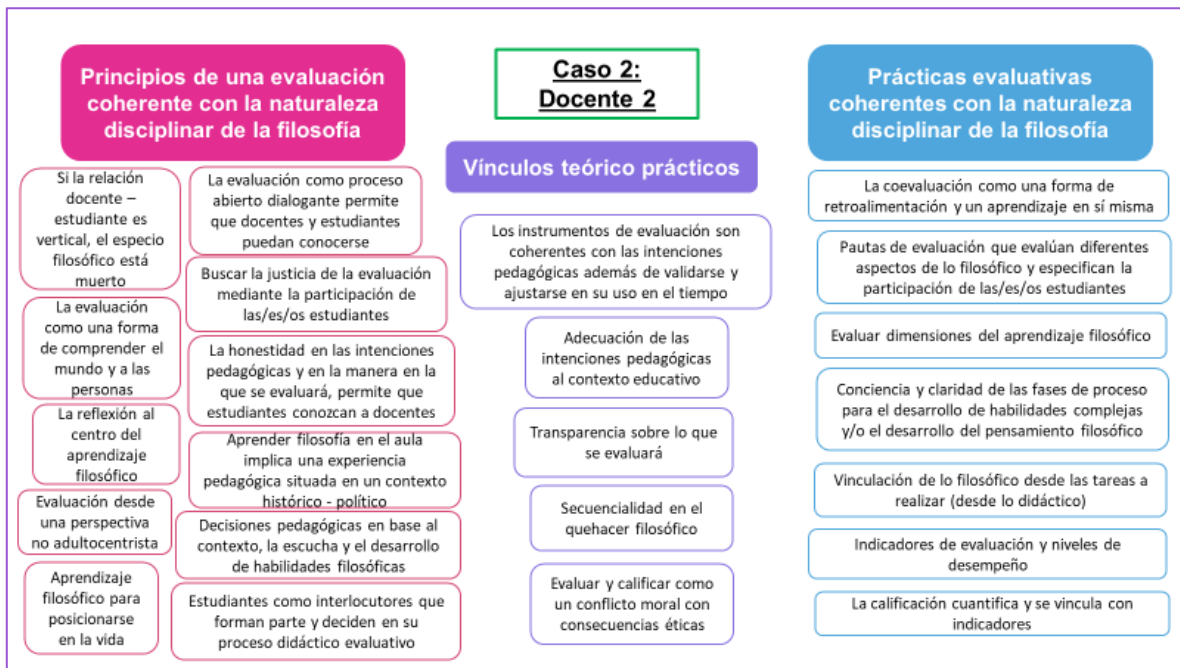 Principios de una evaluación
coherente con la naturaleza
disciplinar de la filosofía
Si la relación
docente –
estudiante es
vertical, el especio
filosófico está
muerto
La evaluación
como una forma
de comprender el
mundo y a las
personas
La reflexión al
centro del
aprendizaje
filosófico
Evaluación desde
una perspectiva
no adultocentrista
Aprendizaje
filosófico para
posicionarse
en la vida
La evaluación como proceso
abierto dialogante permite
que docentes y estudiantes
puedan conocerse
Buscar la justicia de la evaluación
mediante la participación de
las/es/os estudiantes
La honestidad en las intenciones
pedagógicas y en la manera en la
que se evaluará, permite que
estudiantes conozcan a docentes
Aprender filosofía en el aula
implica una experiencia
pedagógica situada en un contexto
histórico - político
Decisiones pedagógicas en base al
contexto, la escucha y el desarrollo
de habilidades filosóficas
Estudiantes como interlocutores que
forman parte y deciden en su
proceso didáctico evaluativo
Caso 2:
Docente 2
Vínculos teórico prácticos
Los instrumentos de evaluación son
coherentes con las intenciones
pedagógicas además de validarse y
ajustarse en su uso en el tiempo
Adecuación de las
intenciones pedagógicas
al contexto educativo
Transparencia sobre lo que
se evaluará
Secuencialidad en el
quehacer filosófico
Evaluar y calificar como
un conflicto moral con
consecuencias éticas
Prácticas evaluativas
coherentes con la naturaleza
disciplinar de la filosofía
La coevaluación como una forma de
retroalimentación y un aprendizaje en sí misma
Pautas de evaluación que evalúan diferentes
aspectos de lo filosófico y especifican la
participación de las/es/os estudiantes
Evaluar dimensiones del aprendizaje filosófico
Conciencia y claridad de las fases de proceso
para el desarrollo de habilidades complejas
y/o el desarrollo del pensamiento filosófico
Vinculación de lo filosófico desde las tareas a
realizar (desde lo didáctico)
Indicadores de evaluación y niveles de
desempeño
La calificación cuantifica y se vincula con
indicadores